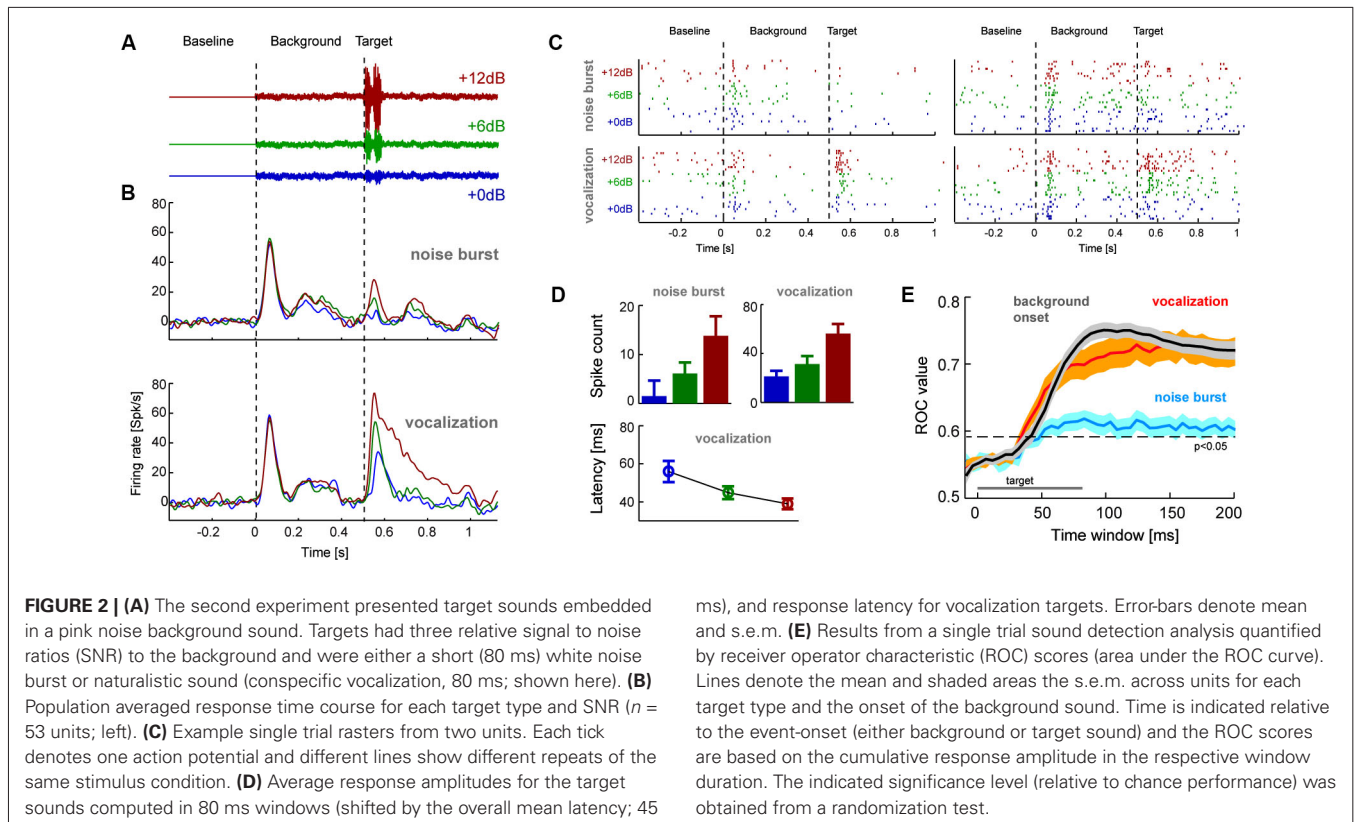 A
Baseline Background Target
+12dB
+6dB
+0dB
B
80
60
40
20
0
noise burst
80
60
40
20
0
vocalization
Firing rate [Spk/s]
-0.2 0 0.2 0.4 0.6 0.8 1
Time [s]
C
Baseline Background Target
Baseline Background Target
noise burst
+12dB
+6dB
+0dB
vocalization
+12dB
+6dB
+0dB
-0.2 0 0.2 0.4 0.6 0.8 1
Time [s]
-0.2 0 0.2 0.4 0.6 0.8 1
Time [s]
D
noise burst
vocalization
Spike count
20
10
0
80
40
0
vocalization
Latency [ms]
80
60
40
E
background
onset
vocalization
noise burst
p<0.05
target
ROC value
0.8
0.7
0.6
0.5
0 50 100 150 200
Time window [ms]
FIGURE 2 | (A) The second experiment presented target sounds embedded
in a pink noise background sound. Targets had three relative signal to noise
ratios (SNR) to the background and were either a short (80 ms) white noise
burst or naturalistic sound (conspecific vocalization, 80 ms; shown here). (B)
Population averaged response time course for each target type and SNR (n =
53 units; left). (C) Example single trial rasters from two units. Each tick
denotes one action potential and different lines show different repeats of the
same stimulus condition. (D) Average response amplitudes for the target
sounds computed in 80 ms windows (shifted by the overall mean latency; 45
ms), and response latency for vocalization targets. Error-bars denote mean
and s.e.m. (E) Results from a single trial sound detection analysis quantified
by receiver operator characteristic (ROC) scores (area under the ROC curve).
Lines denote the mean and shaded areas the s.e.m. across units for each
target type and the onset of the background sound. Time is indicated relative
to the event-onset (either background or target sound) and the ROC scores
are based on the cumulative response amplitude in the respective window
duration. The indicated significance level (relative to chance performance) was
obtained from a randomization test.